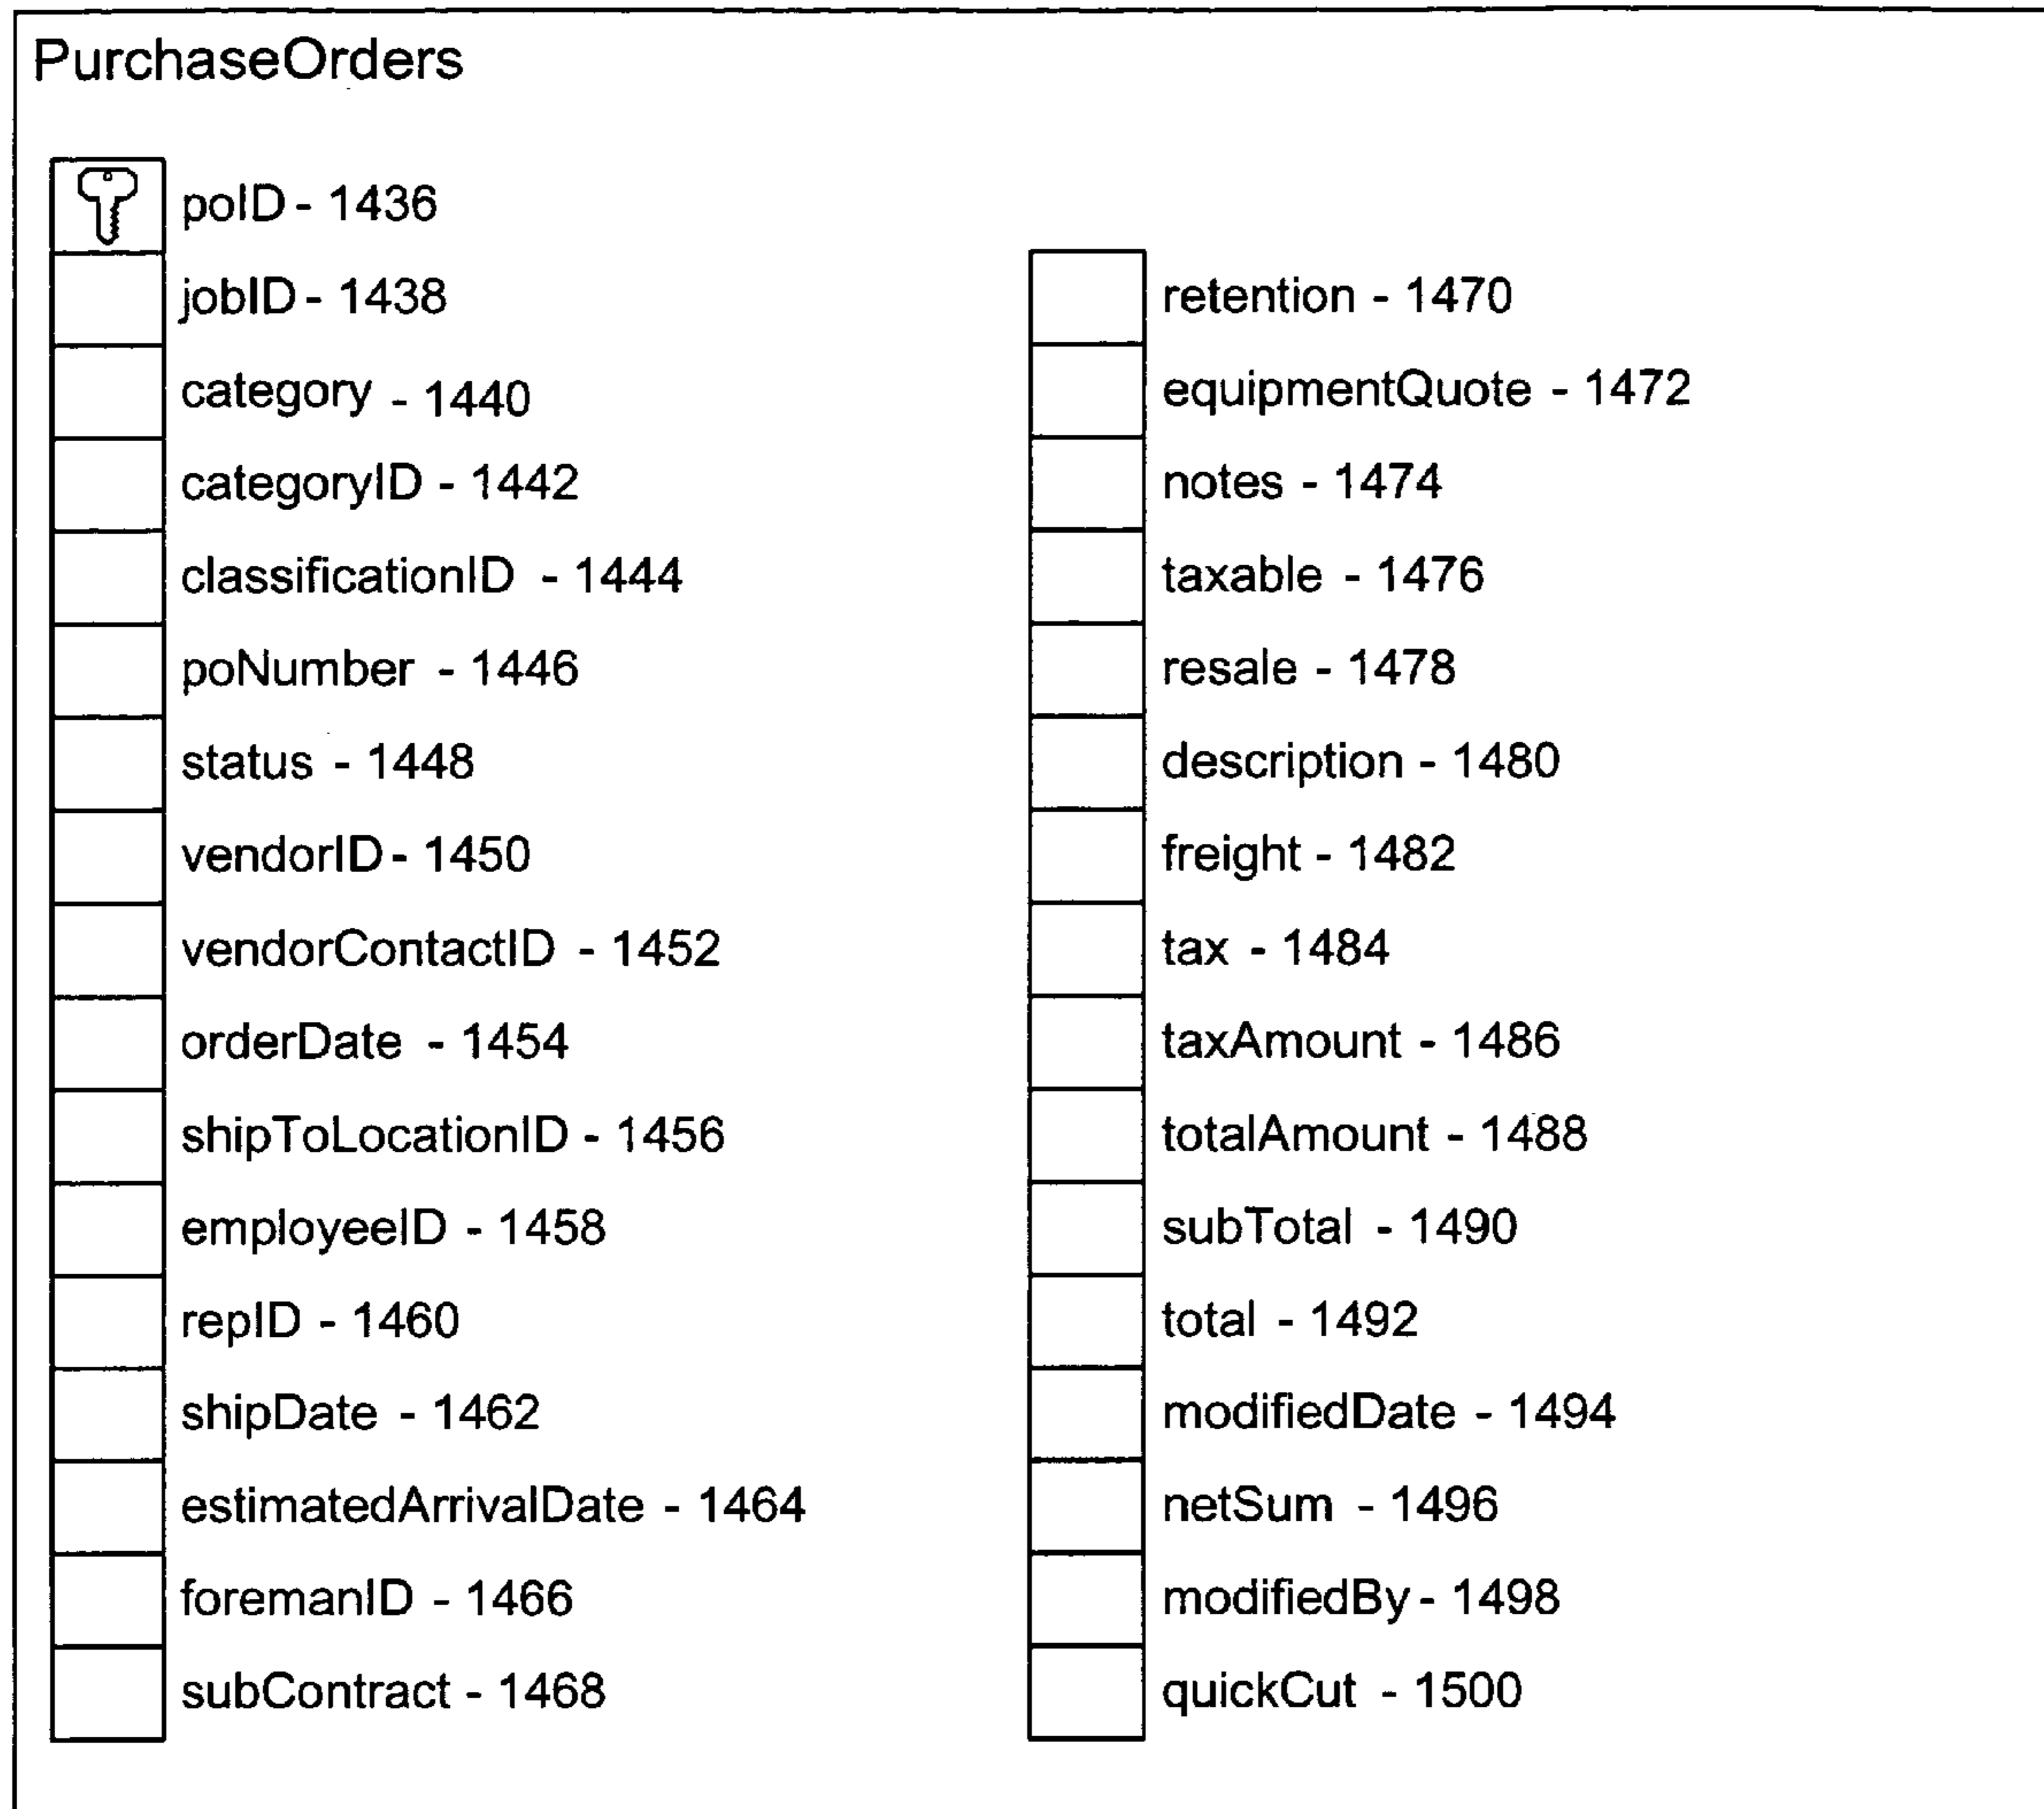 PurchaseOrders
poID - 1436
jobID - 1438
category - 1440
categoryID - 1442
classificationID - 1444
poNumber - 1446
status - 1448
vendorID - 1450
vendorContactID - 1452
orderDate - 1454
shipToLocationID - 1456
employeeID - 1458
repID - 1460
shipDate - 1462
estimatedArrivalDate - 1464
foremanID - 1466
subContract - 1468
retention - 1470
equipmentQuote - 1472
notes - 1474
taxable - 1476
resale - 1478
description - 1480
freight - 1482
tax - 1484
taxAmount - 1486
totalAmount - 1488
subTotal - 1490
total - 1492
modifiedDate - 1494
netSum - 1496
modifiedBy - 1498
quickCut - 1500